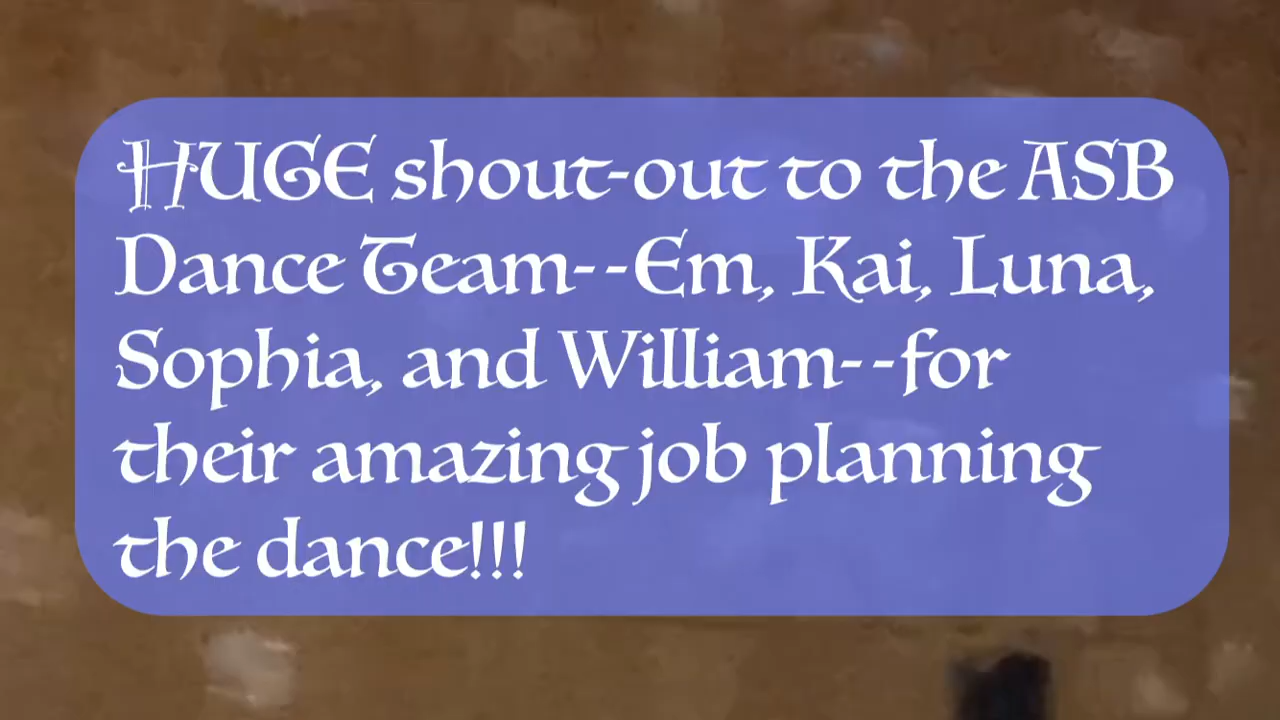 HUGE shout-out to the ASB
Dance Team--Em, Kai, Luna,
Sophia, and William--for
their amazing job planning
the dance!!!